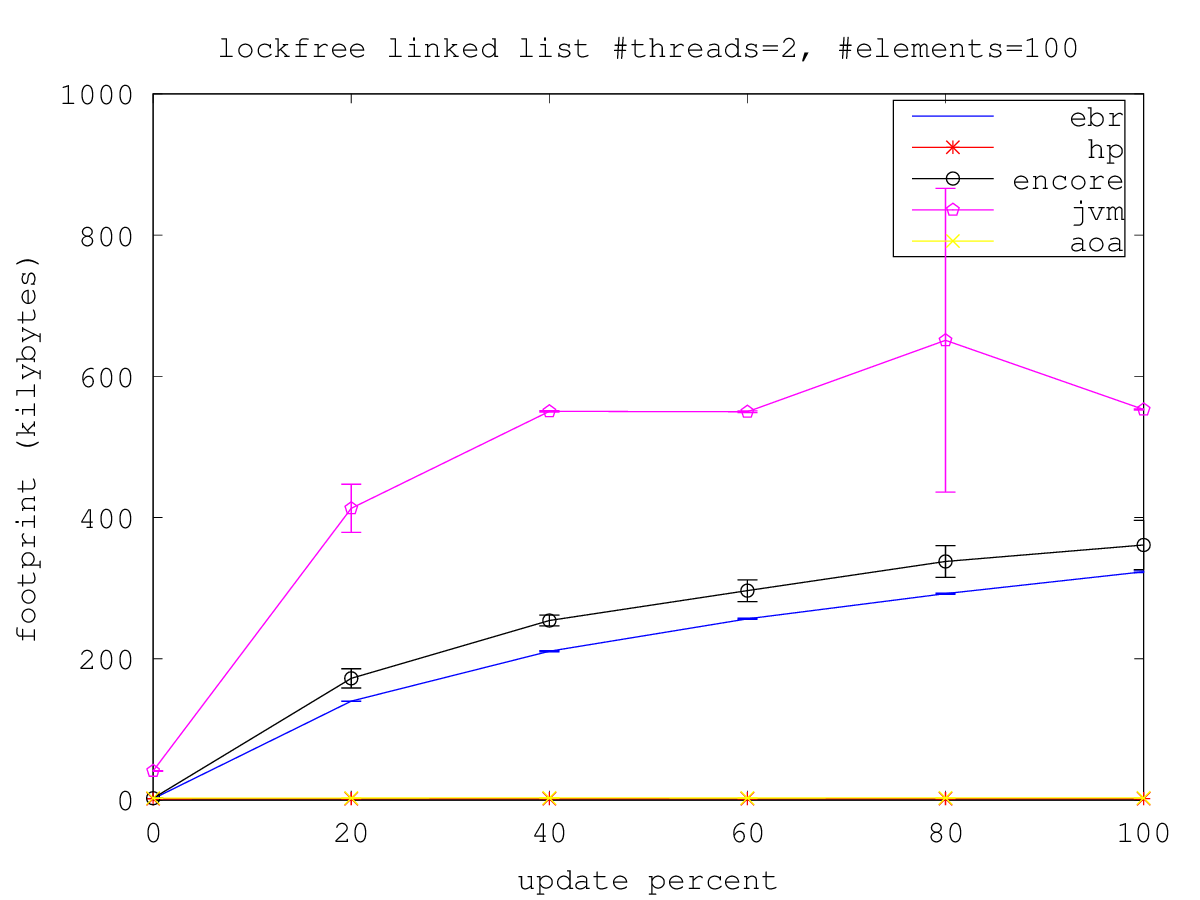 lockfree linked list #threads=2, #elements=100
1000
800
600
400
200
0
footprint (kilybytes)
ebr
hp
encore
jvm
aoa
0 20 40 60 80 100
update percent